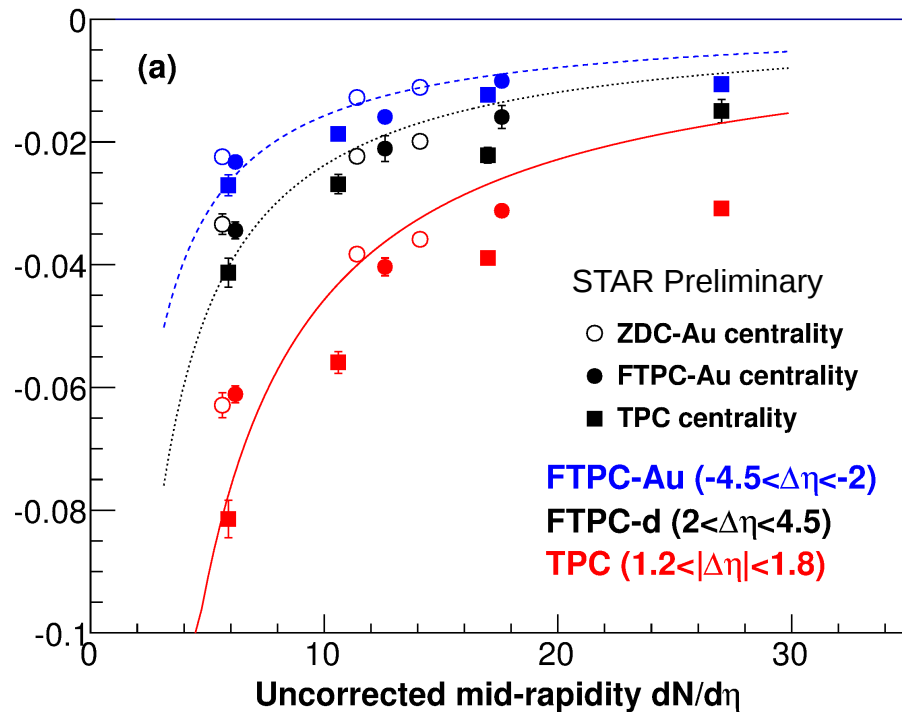 0
(a)
-0.02
-0.04
STAR Preliminary
ZDC-Au centrality
-0.06
FTPC-Au centrality
TPC centrality
FTPC-Au (-4.5<Δη<-2)
-0.08
FTPC-d (2<Δη<4.5)
TPC (1.2<|Δη|<1.8)
-0.1
0 10 20 30
Uncorrected mid-rapidity dN/dη